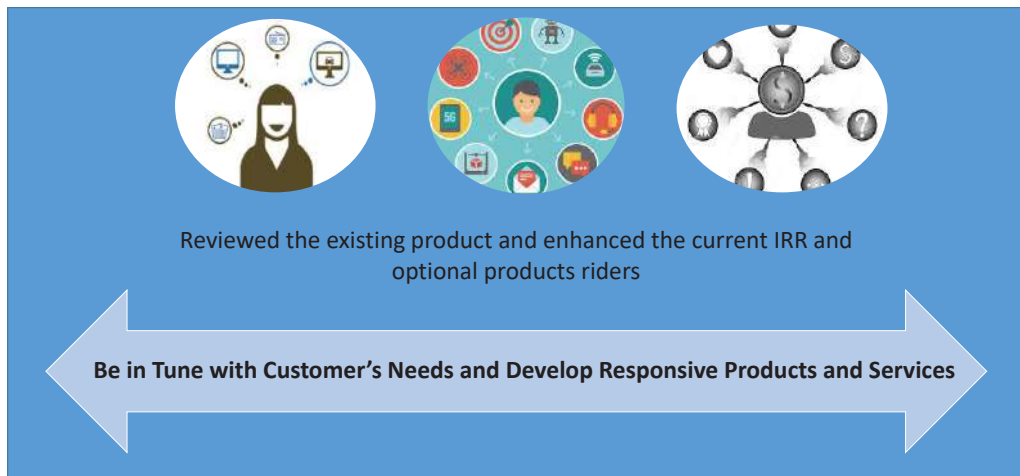 5G
Reviewed the existing product and enhanced the current IRR and
optional products riders
Be in Tune with Customer’s Needs and Develop Responsive Products and Services